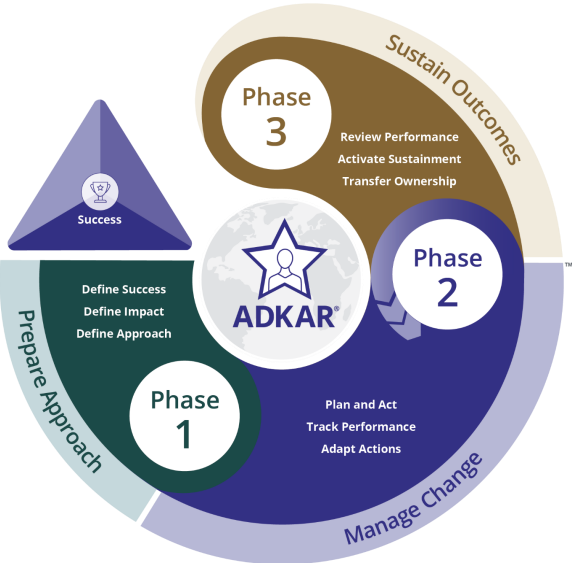 Success
Prepare Approach
Define Success
Define Impact
Define Approach
Phase
1
Manage Change
Phase
2
Plan and Act
Track Performance
Adapt Actions
Sustain Outcomes
Phase
3
Review Performance
Activate Sustainment
Transfer Ownership
ADKAR®
™